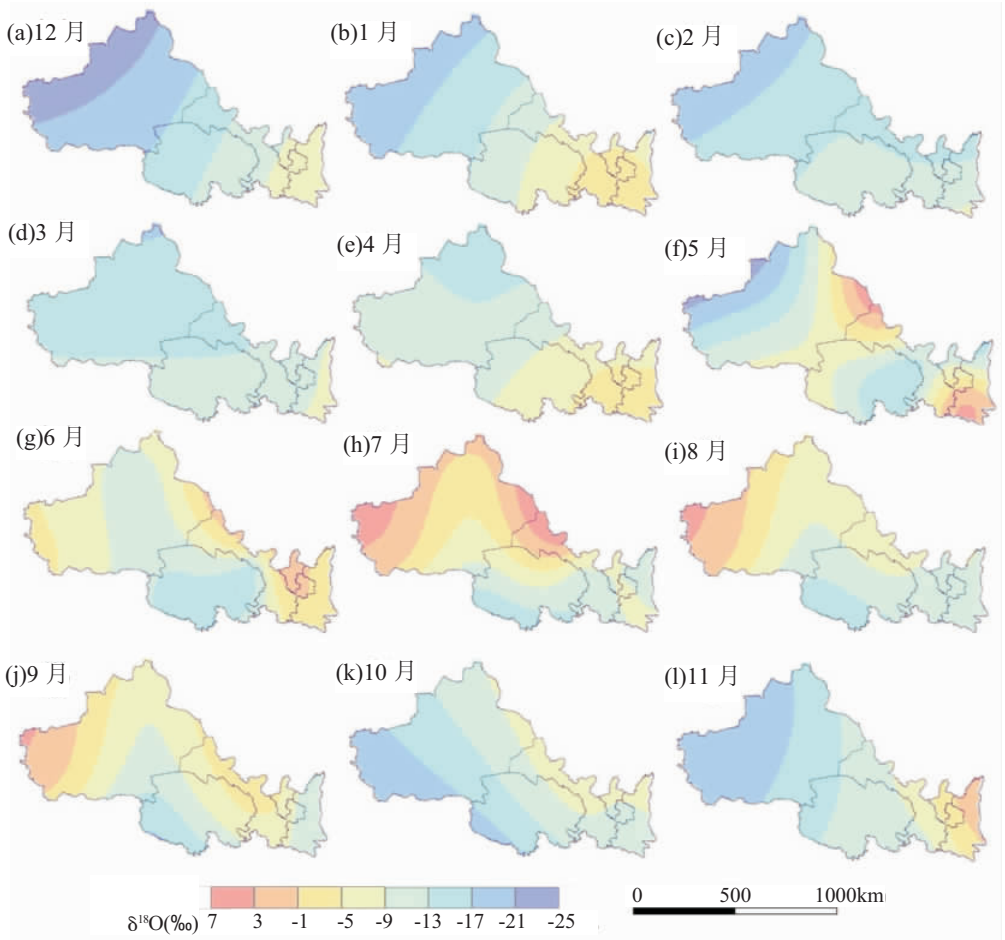 (a)12 月
(b)1 月
(c)2 月
(d)3 月
(e)4 月
(f)5 月
(g)6 月
(h)7 月
(i)8 月
(j)9 月
(k)10 月
(l)11 月
δ¹⁸O(‰) 7 3 -1 -5 -9 -13 -17 -21 -25
0 500 1000km